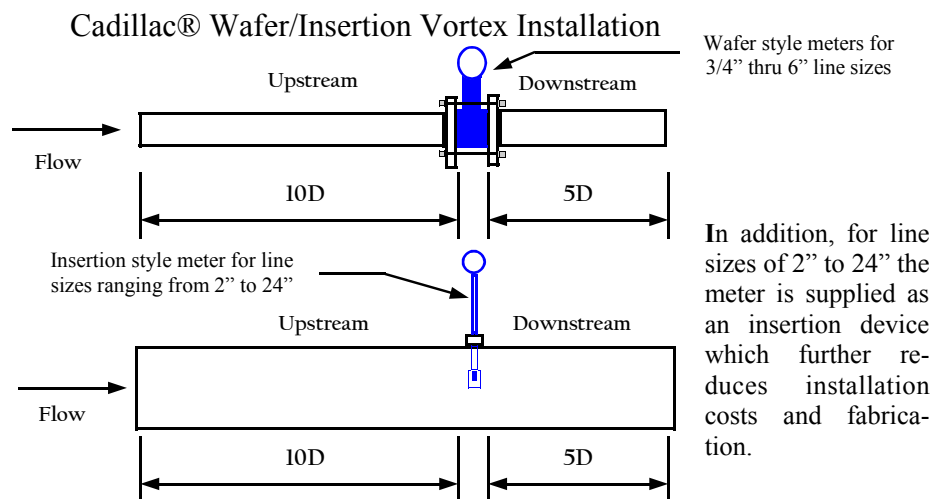 Cadillac® Wafer/Insertion Vortex Installation
Wafer style meters for
3/4” thru 6” line sizes
Upstream
Downstream
Flow
10D
5D
Insertion style meter for line
sizes ranging from 2” to 24”
Upstream
Downstream
Flow
10D
5D
In addition, for line
sizes of 2” to 24” the
meter is supplied as
an insertion device
which further re-
duces installation
costs and fabrica-
tion.